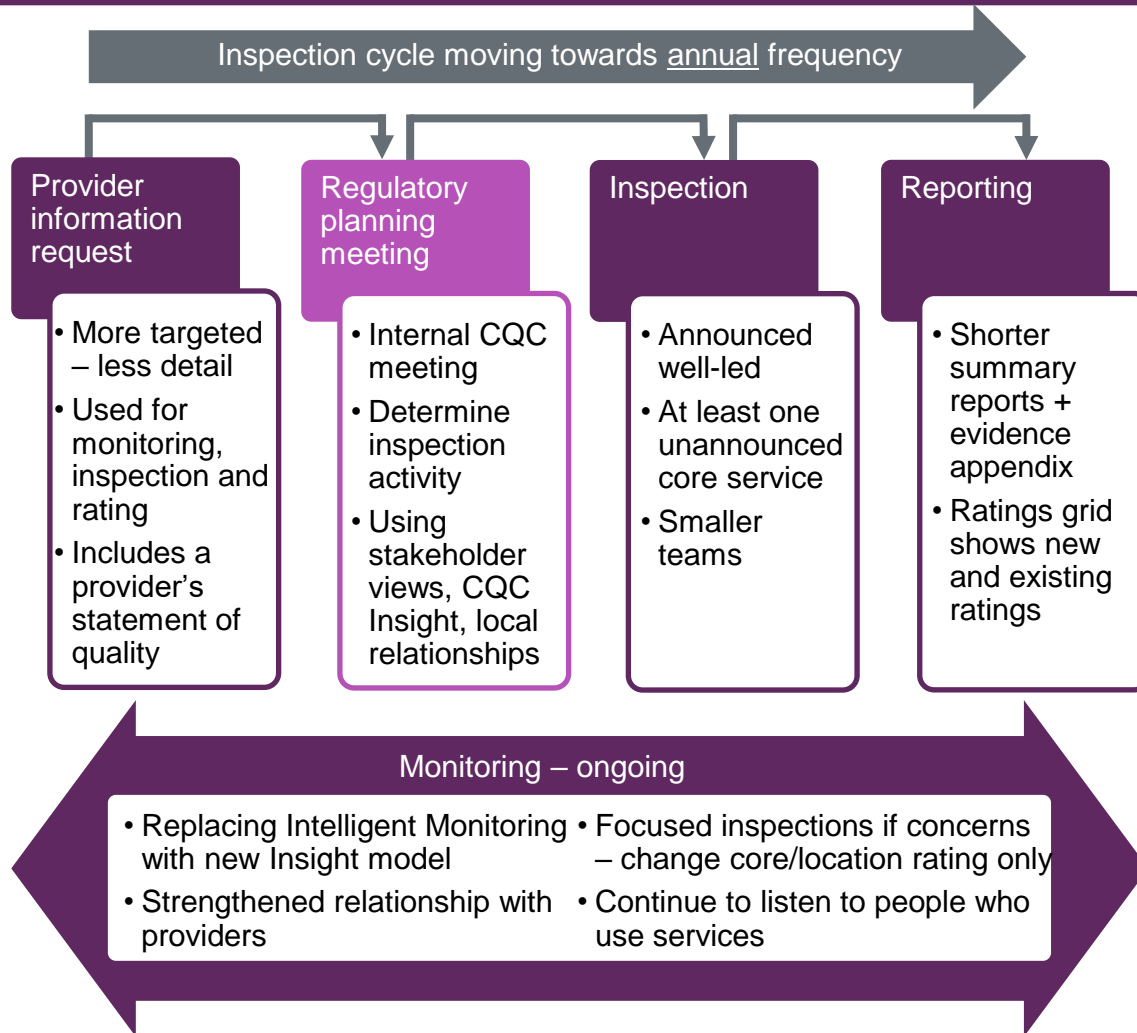 Inspection cycle moving towards annual frequency
Provider
information
request
• More targeted
– less detail
• Used for
monitoring,
inspection and
rating
• Includes a
provider’s
statement of
quality
Regulatory
planning
meeting
• Internal CQC
meeting
• Determine
inspection
activity
• Using
stakeholder
views, CQC
Insight, local
relationships
Inspection
• Announced
well-led
• At least one
unannounced
core service
• Smaller
teams
Reporting
• Shorter
summary
reports +
evidence
appendix
• Ratings grid
shows new
and existing
ratings
Monitoring – ongoing
• Replacing Intelligent Monitoring
with new Insight model
• Strengthened relationship with
providers
• Focused inspections if concerns
– change core/location rating only
• Continue to listen to people who
use services